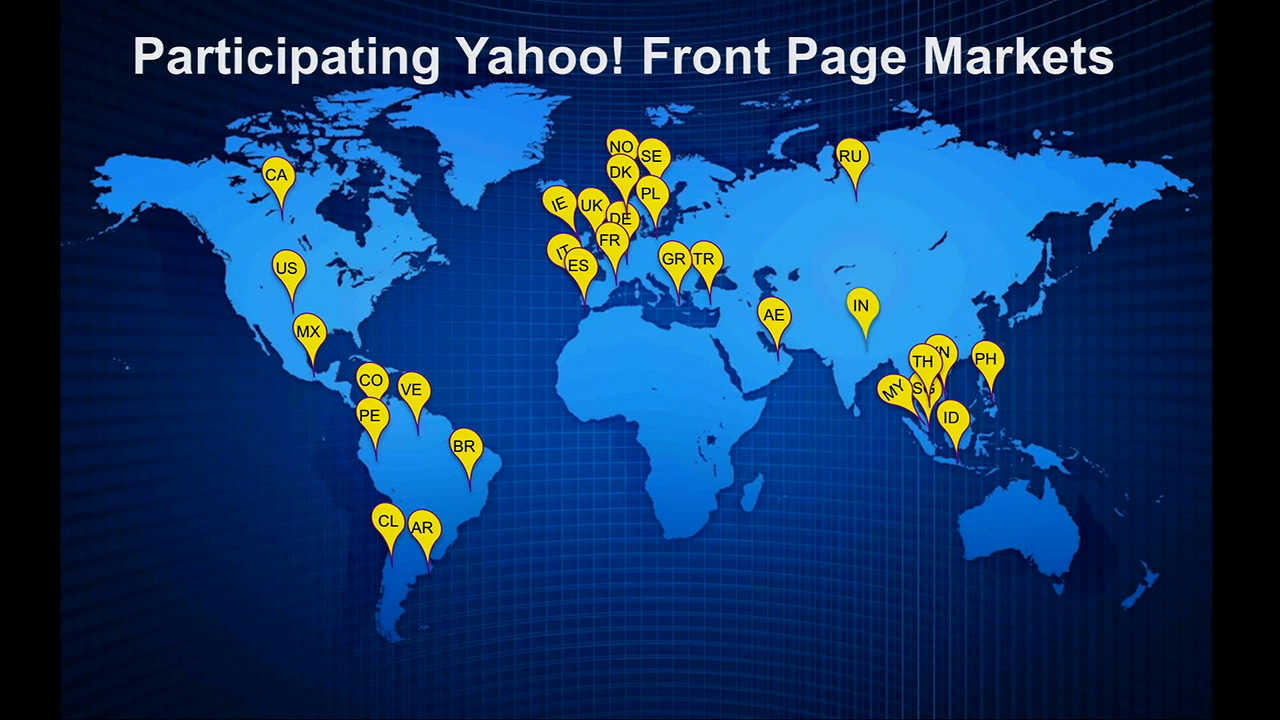 Participating Yahoo! Front Page Markets
NO
SE
RU
DK
CA
PL
IE
UK
DE
FR
IT
ES
GR
TR
US
IN
AE
MX
TH
PH
CO
VE
MY
SG
PE
ID
BR
CL
AR